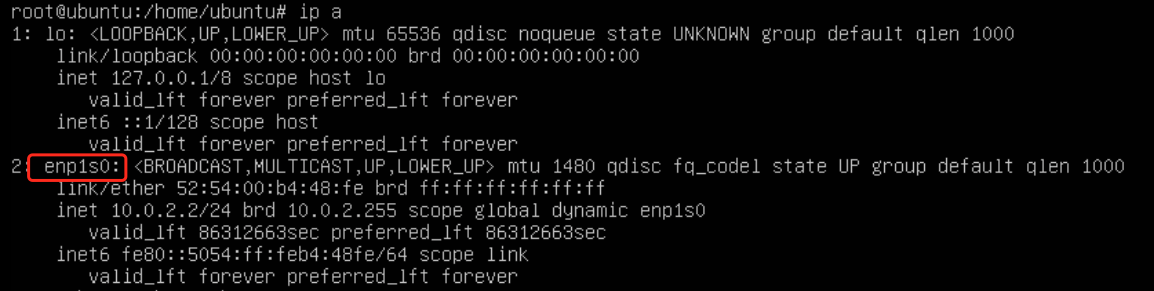 root@ubuntu:/home/ubuntu# ip a
1: lo: <LOOPBACK,UP,LOWER_UP> mtu 65536 qdisc noqueue state UNKNOWN group default qlen 1000
    link/loopback 00:00:00:00:00:00 brd 00:00:00:00:00:00
    inet 127.0.0.1/8 scope host lo
       valid_lft forever preferred_lft forever
    inet6 ::1/128 scope host
       valid_lft forever preferred_lft forever
2: enp1s0: <BROADCAST,MULTICAST,UP,LOWER_UP> mtu 1480 qdisc fq_codel state UP group default qlen 1000
    link/ether 52:54:00:b4:48:fe brd ff:ff:ff:ff:ff:ff
    inet 10.0.2.2/24 brd 10.0.2.255 scope global dynamic enp1s0
       valid_lft 86312663sec preferred_lft 86312663sec
    inet6 fe80::5054:ff:feb4:48fe/64 scope link
       valid_lft forever preferred_lft forever